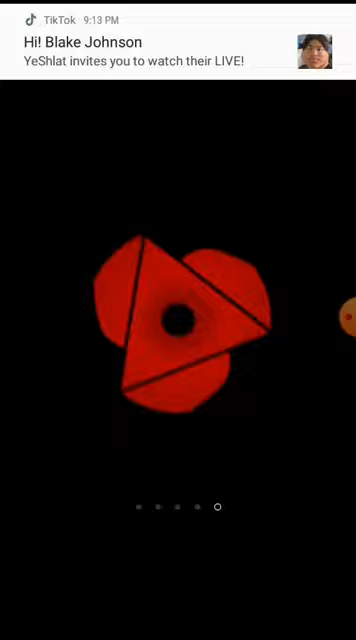 TikTok 9:13 PM
Hi! Blake Johnson
YeShlat invites you to watch their LIVE!